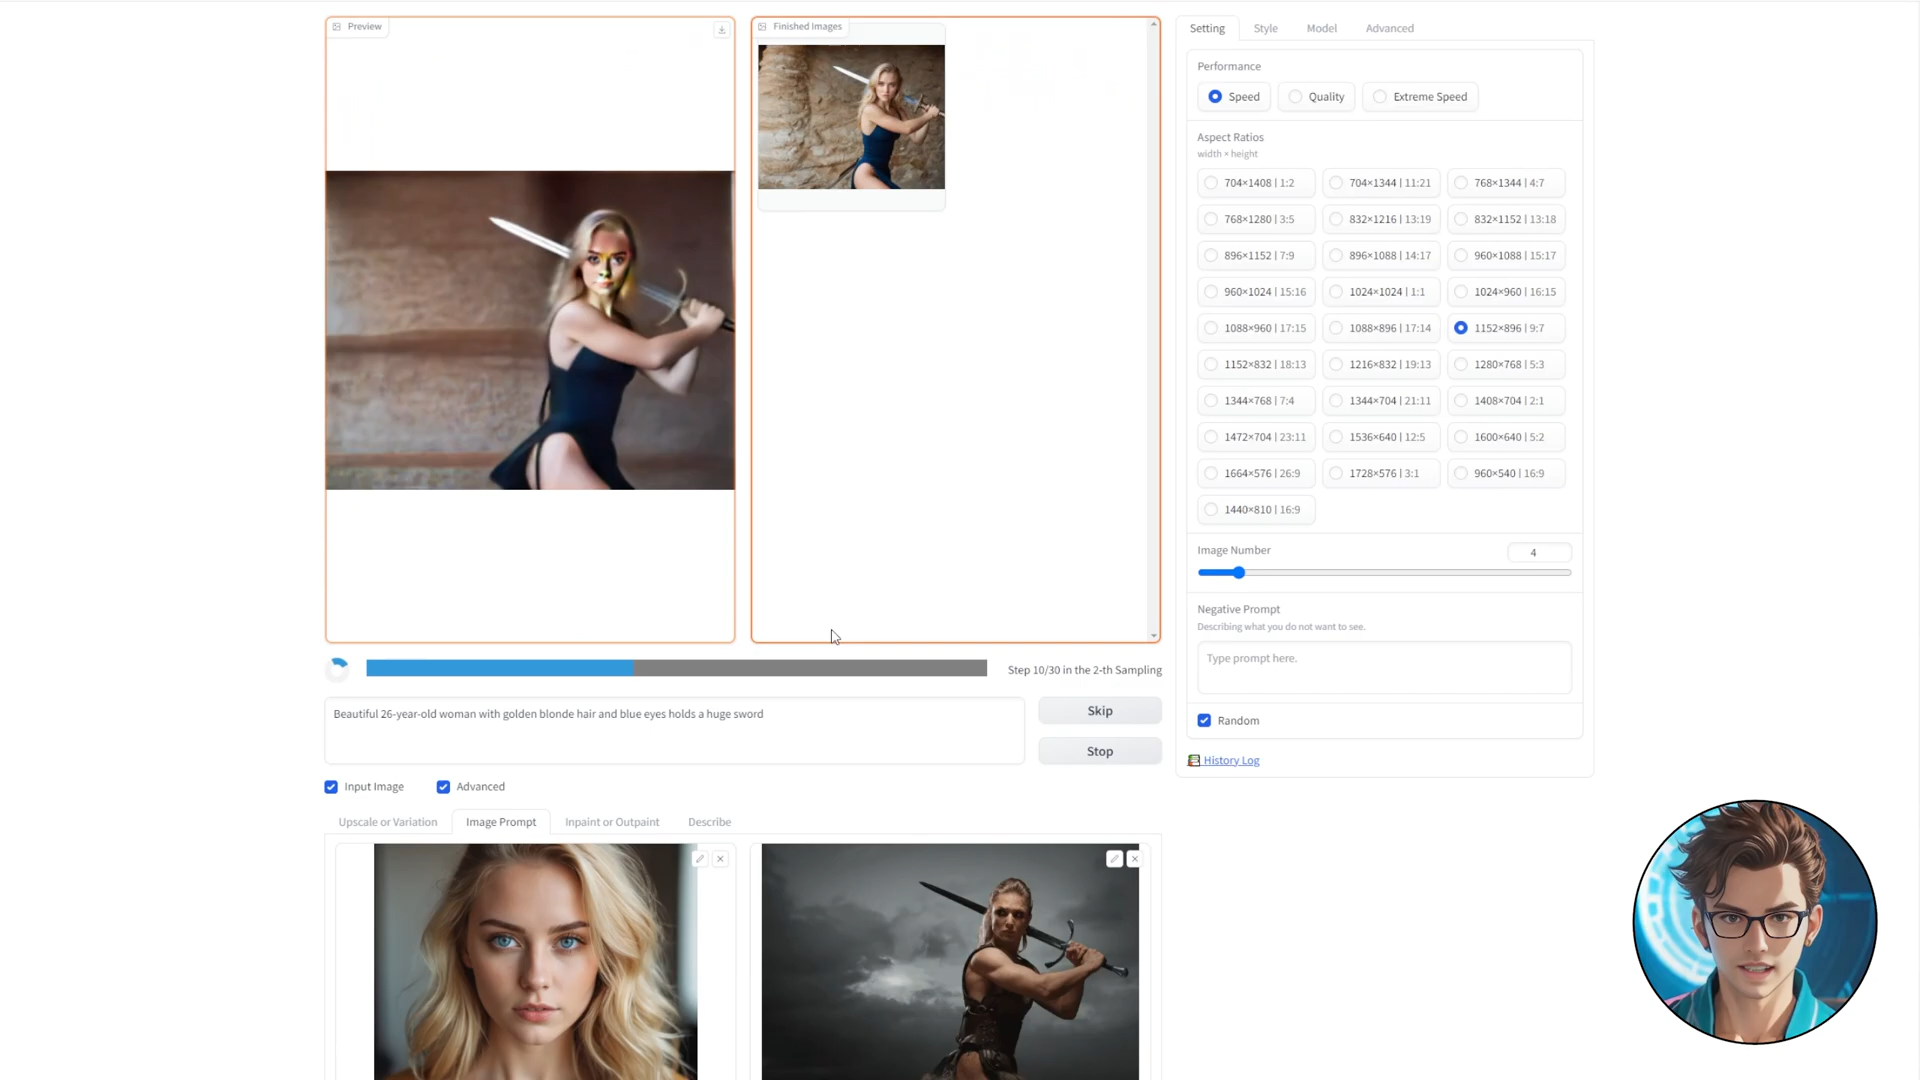 Preview
Finished Images
Setting
Style
Model
Advanced
Performance
Speed
Quality
Extreme Speed
Aspect Ratios
width × height
704×1408 | 1:2
704×1344 | 11:21
768×1344 | 4:7
768×1280 | 3:5
832×1216 | 13:19
832×1152 | 13:18
896×1152 | 7:9
896×1088 | 14:17
960×1088 | 15:17
960×1024 | 15:16
1024×1024 | 1:1
1024×960 | 16:15
1088×960 | 17:15
1088×896 | 17:14
1152×896 | 9:7
1152×832 | 18:13
1216×832 | 19:13
1280×768 | 5:3
1344×768 | 7:4
1344×704 | 21:11
1408×704 | 2:1
1472×704 | 23:11
1536×640 | 12:5
1600×640 | 5:2
1664×576 | 26:9
1728×576 | 3:1
960×540 | 16:9
1440×810 | 16:9
Image Number
4
Negative Prompt
Describing what you do not want to see.
Type prompt here.
Random
History Log
Step 10/30 in the 2-th Sampling
Beautiful 26-year-old woman with golden blonde hair and blue eyes holds a huge sword
Skip
Stop
Input Image
Advanced
Upscale or Variation
Image Prompt
Inpaint or Outpaint
Describe